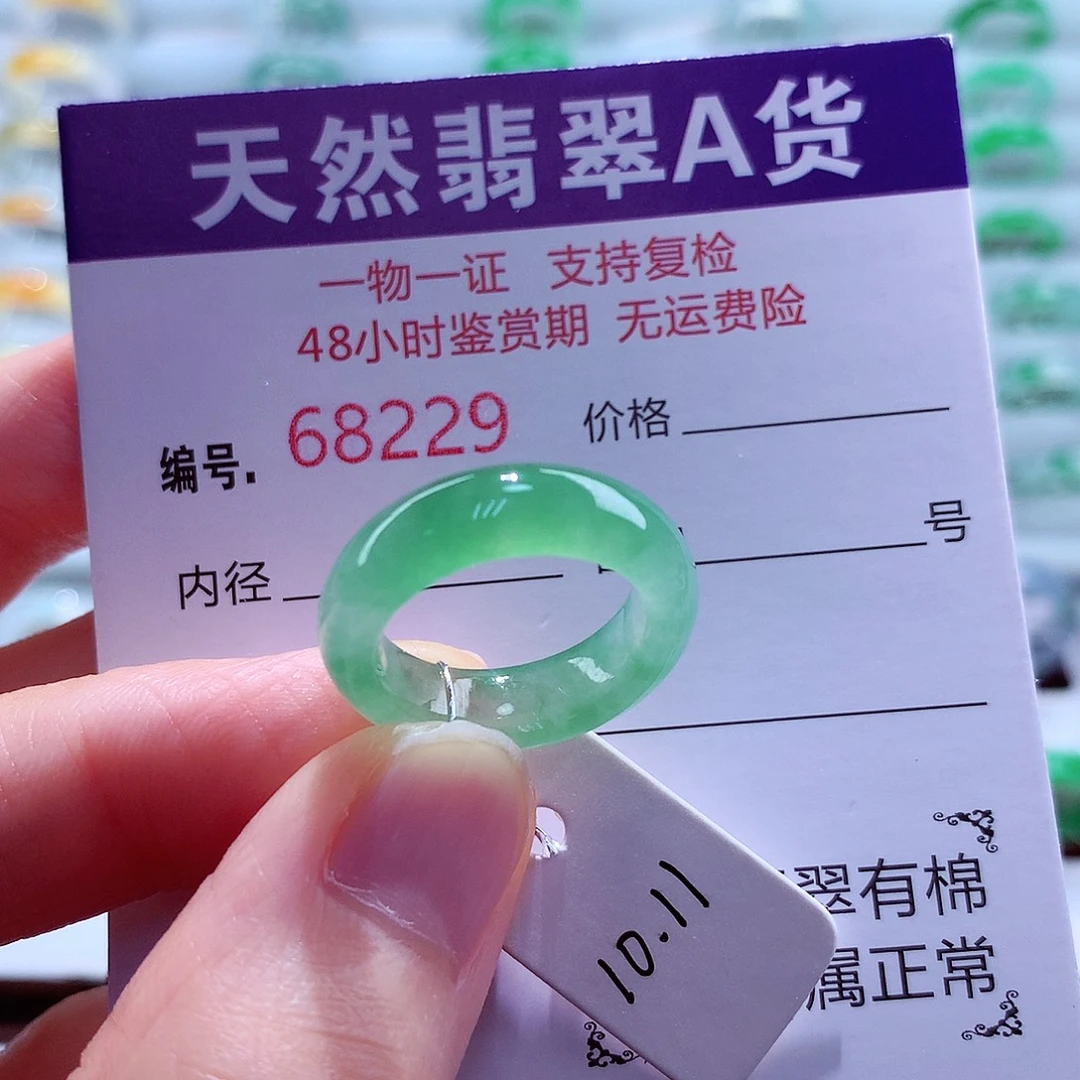 天然翡翠A货
一物一证 支持复检
48小时鉴赏期 无运费险
编号. 68229 价格
内径 号
翠有棉
属正常
10.11